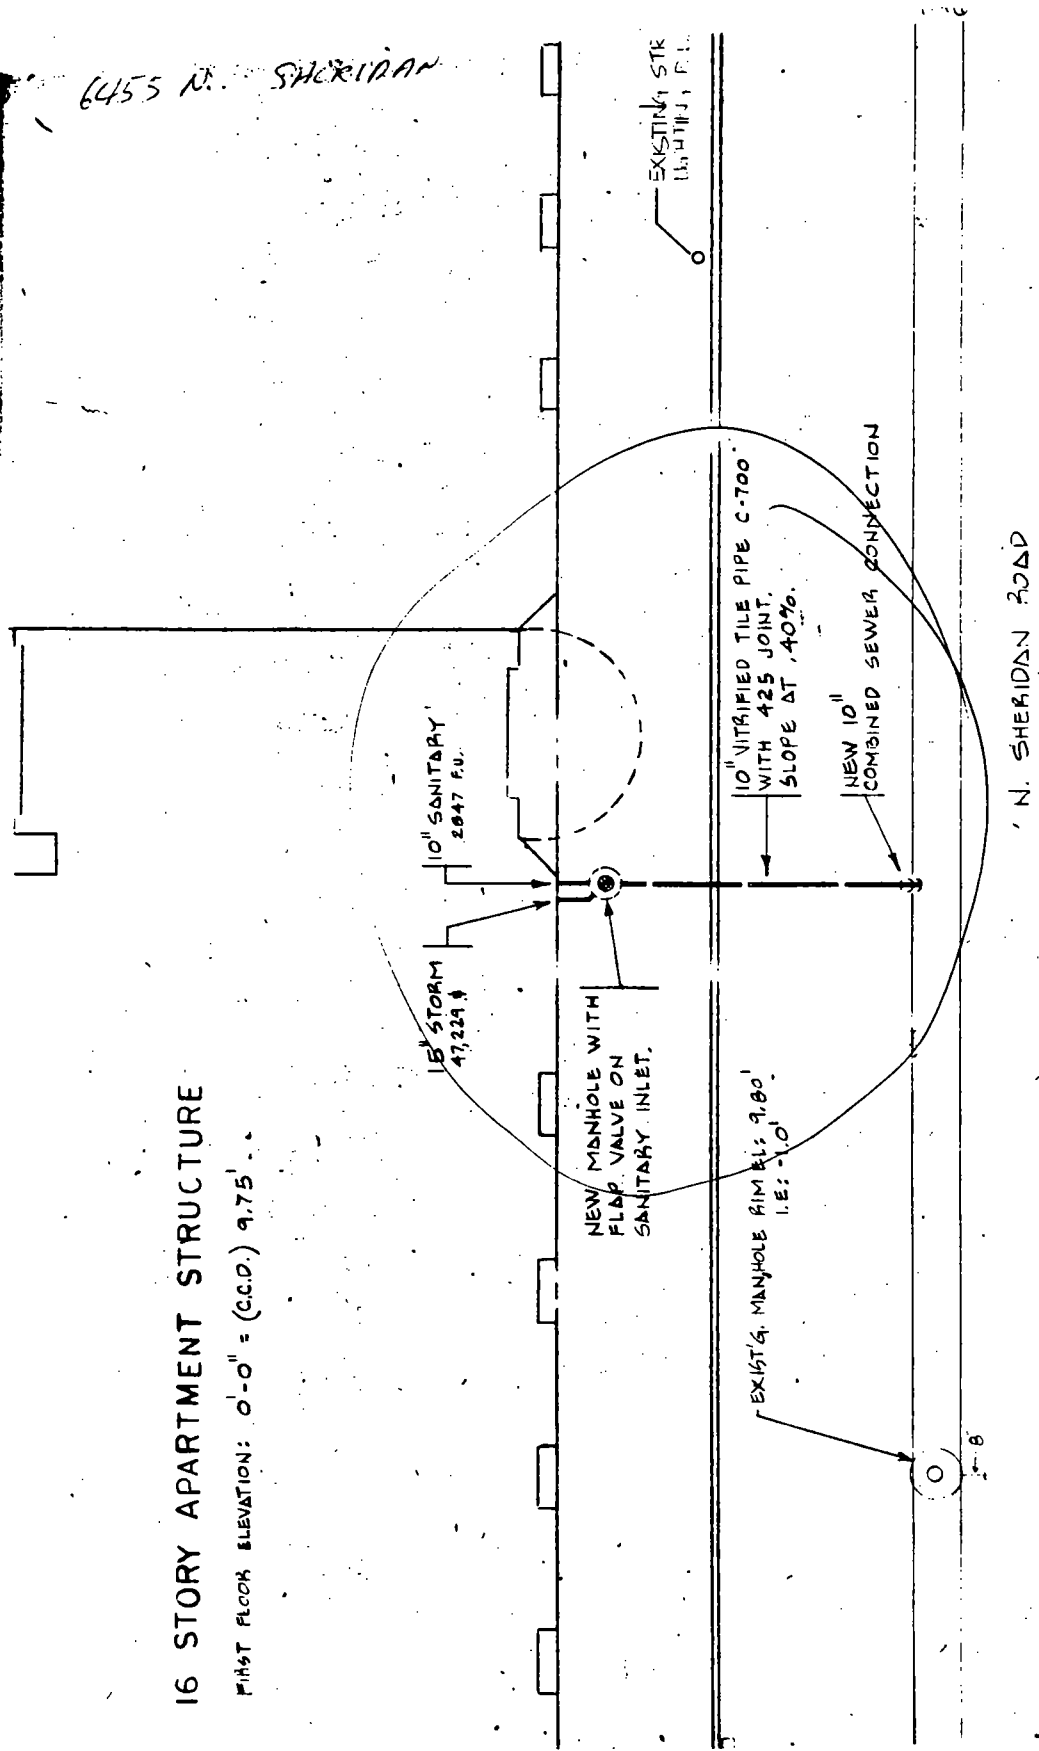 6455 N. SHERIDAN
16 STORY APARTMENT STRUCTURE
FIRST FLOOR ELEVATION: 0'-0" = (C.C.D.) 9.75'
15" STORM
47,229 ϕ
10" SANITARY
2847 F.U.
NEW MANHOLE WITH
FLAP VALVE ON
SANITARY INLET.
EXIST'G. MANHOLE RIM EL: 9.80'
I.E: -1.0'
10" VITRIFIED TILE PIPE C-700
WITH 425 JOINT.
SLOPE AT .40%.
NEW 10"
COMBINED SEWER CONNECTION
EXISTING STR
B
N. SHERIDAN ROAD